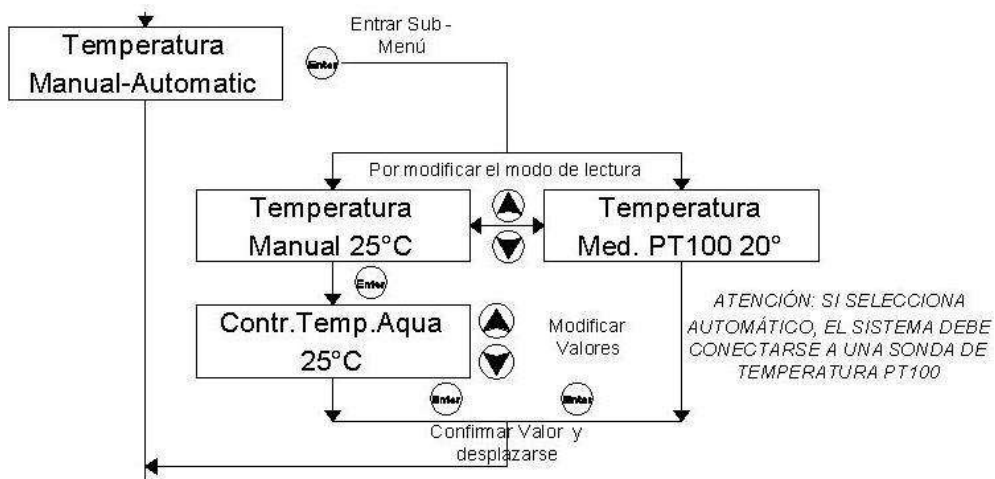 Temperatura
Manual-Automatic
Entrar Sub -
Menú
Enter
Por modificar el modo de lectura
Temperatura
Manual 25°C
Temperatura
Med. PT100 20°
Enter
Contr.Temp.Aqua
25°C
Modificar
Valores
ATENCIÓN: SI SELECCIONA
AUTOMÁTICO, EL SISTEMA DEBE
CONECTARSE A UNA SONDA DE
TEMPERATURA PT100
Enter
Enter
Confirmar Valor y
desplazarse